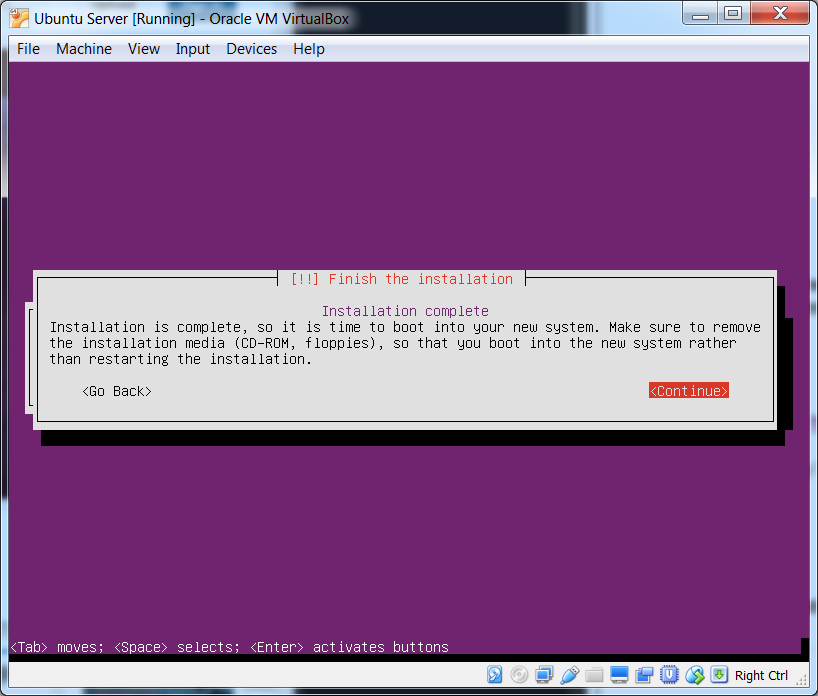 Ubuntu Server [Running] - Oracle VM VirtualBox
File Machine View Input Devices Help
[!!] Finish the installation
Installation complete
Installation is complete, so it is time to boot into your new system. Make sure to remove
the installation media (CD-ROM, floppies), so that you boot into the new system rather
than restarting the installation.
<Go Back> <Continue>
<Tab> moves; <Space> selects; <Enter> activates buttons
Right Ctrl